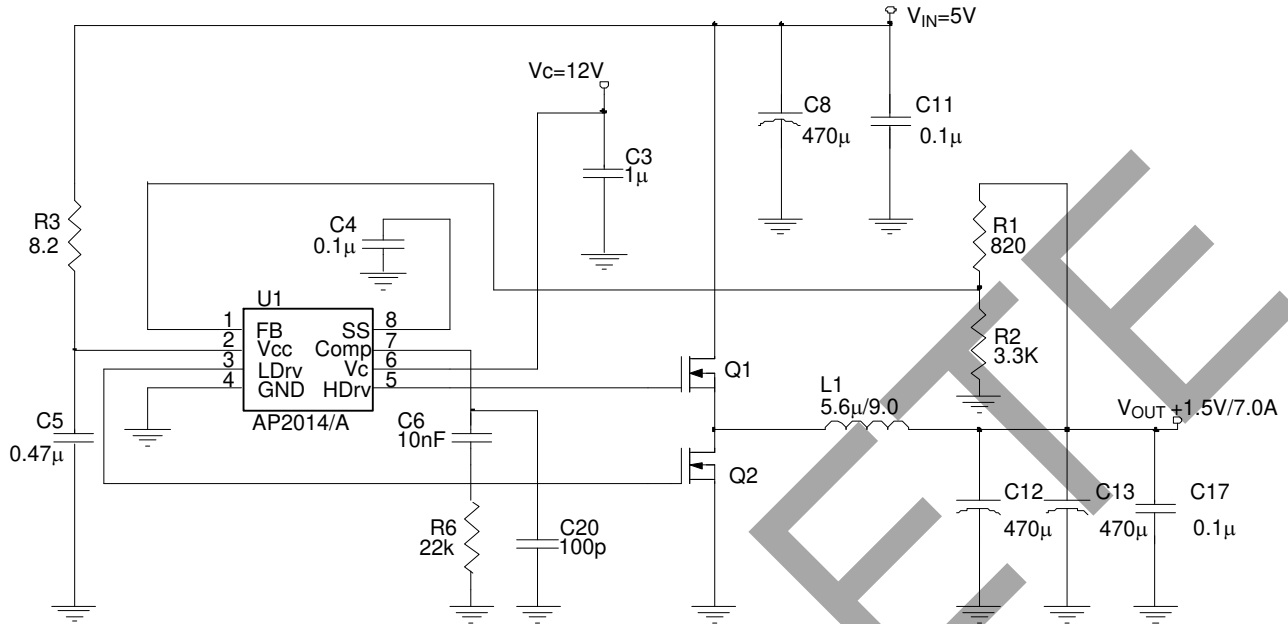 VIN=5V
Vc=12V
C8
470μ
C11
0.1μ
C3
1μ
R3
8.2
C4
0.1μ
R1
820
U1
1 FB SS 8
2 Vcc Comp 7
3 LDrv Vc 6
4 GND HDrv 5
AP2014/A
R2
3.3K
Q1
L1
5.6μ/9.0
VOUT +1.5V/7.0A
C5
0.47μ
C6
10nF
Q2
R6
22k
C20
100p
C12
470μ
C13
470μ
C17
0.1μ